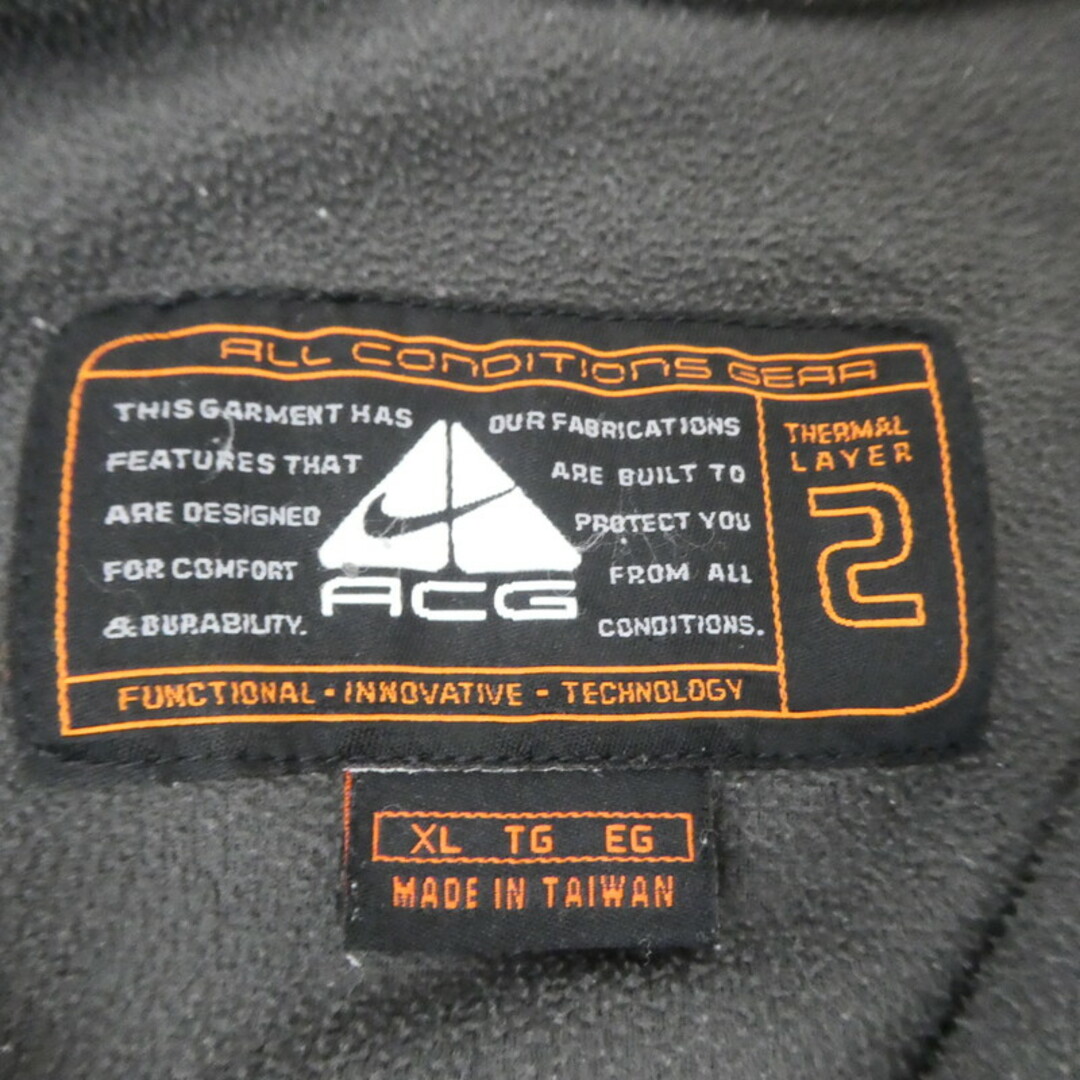 ALL CONDITIONS GEAR
THIS GARMENT HAS
FEATURES THAT
ARE DESIGNED
FOR COMFORT
& DURABILITY.
ACG
OUR FABRICATIONS
ARE BUILT TO
PROTECT YOU
FROM ALL
CONDITIONS.
THERMAL
LAYER
2
FUNCTIONAL - INNOVATIVE - TECHNOLOGY
XL TG EG
MADE IN TAIWAN